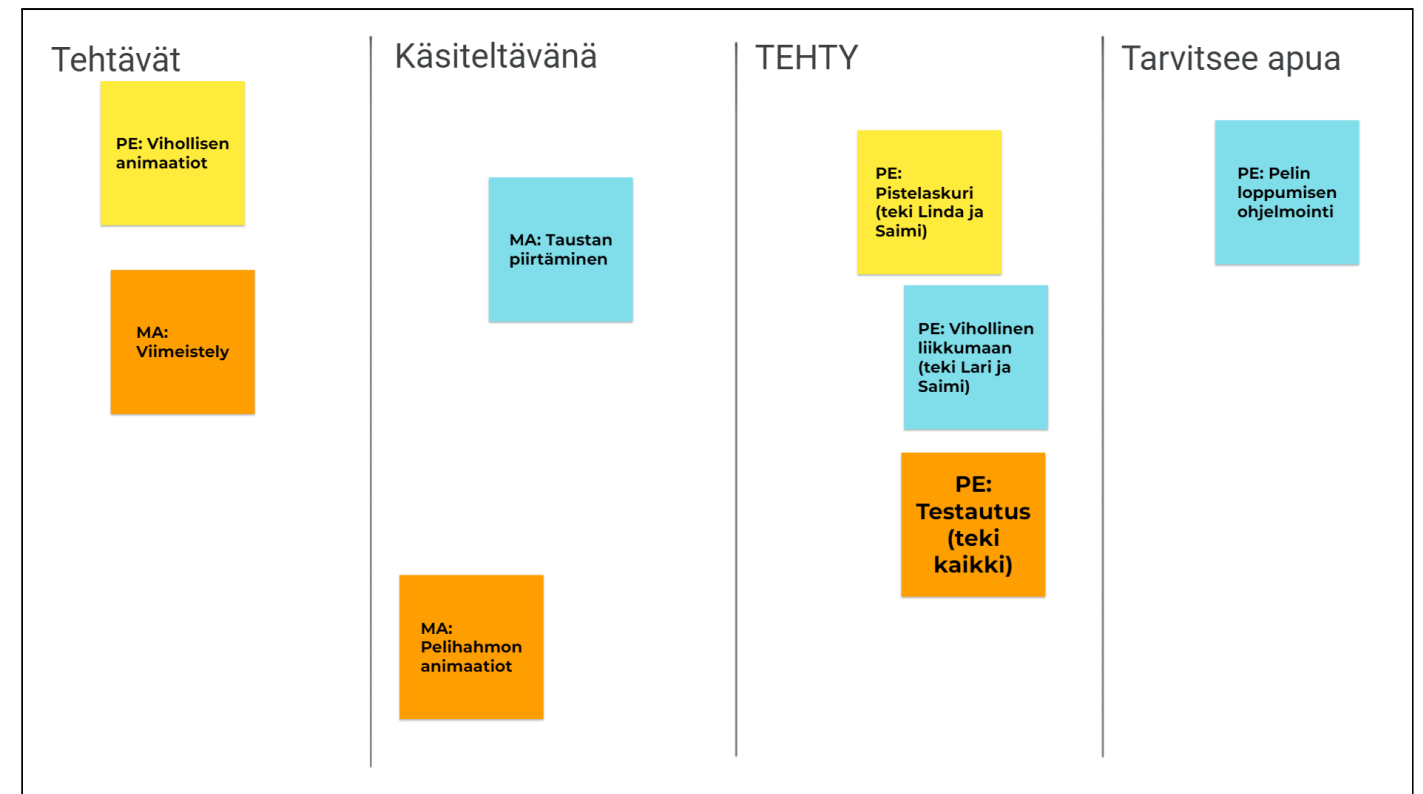 Tehtävät
PE: Vihollisen
animaatiot
MA:
Viimeistely
Käsiteltävänä
MA: Taustan
piirtäminen
MA:
Pelihahmon
animaatiot
TEHTY
PE:
Pistelaskuri
(teki Linda ja
Saimi)
PE: Vihollinen
liikkumaan
(teki Lari ja
Saimi)
PE:
Testautus
(teki
kaikki)
Tarvitsee apua
PE: Pelin
loppumisen
ohjelmointi